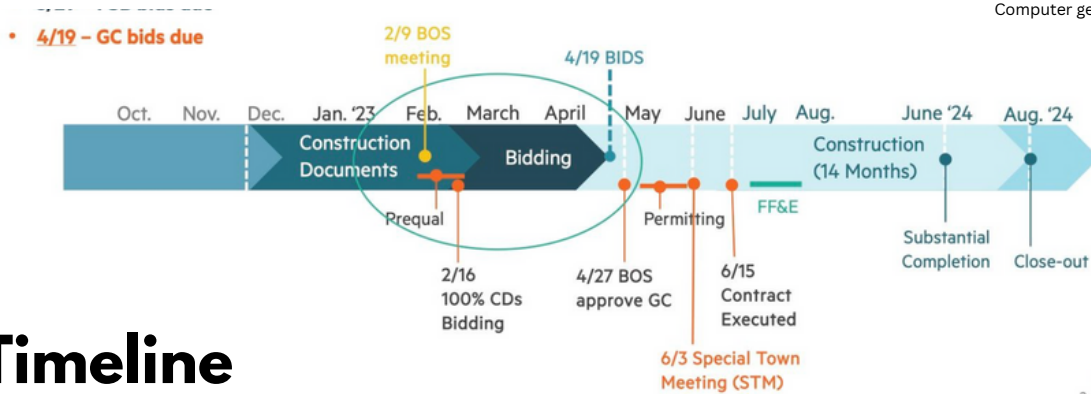 Computer ge
• 4/19 – GC bids due
2/9 BOS
meeting
4/19 BIDS
Oct. Nov. Dec. Jan. '23 Feb. March April May June July Aug. June '24 Aug. '24
Construction
Documents
Bidding
Construction
(14 Months)
Prequal
Permitting
FF&E
2/16
100% CDs
Bidding
4/27 BOS
approve GC
6/15
Contract
Executed
Substantial
Completion
Close-out
6/3 Special Town
Meeting (STM)
Timeline